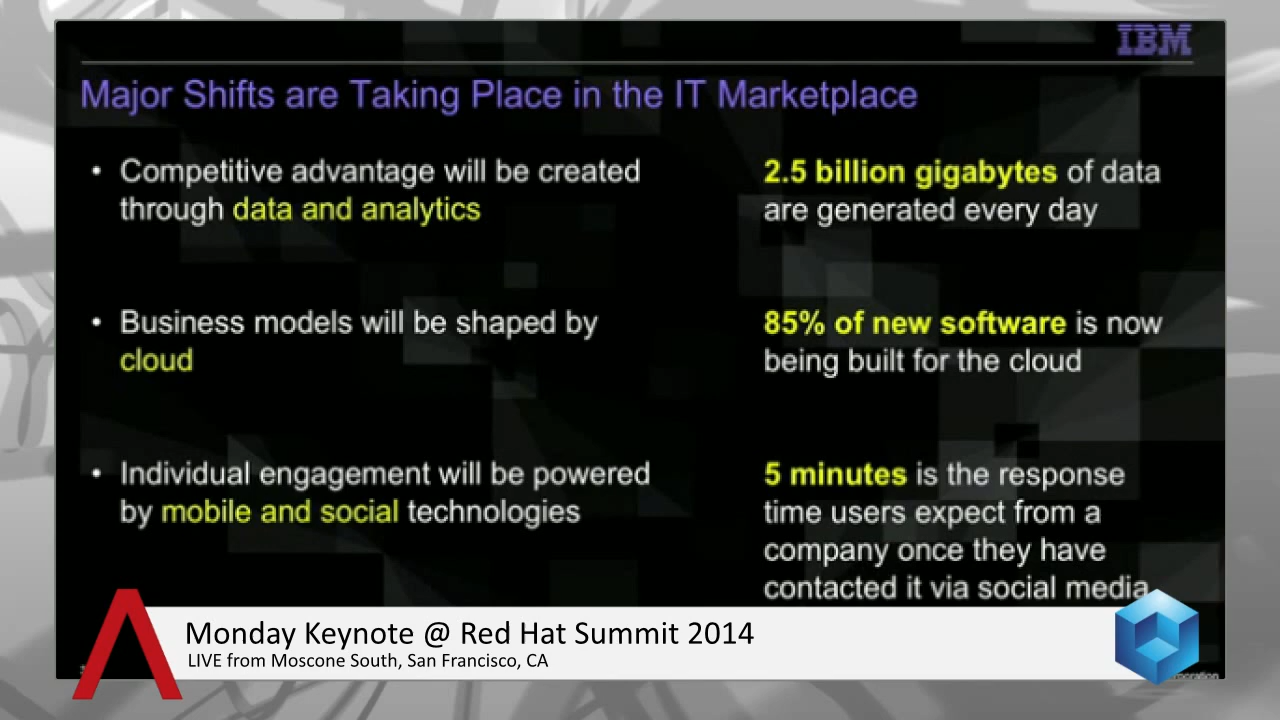 IBM
Major Shifts are Taking Place in the IT Marketplace
• Competitive advantage will be created
through data and analytics
2.5 billion gigabytes of data
are generated every day
• Business models will be shaped by
cloud
85% of new software is now
being built for the cloud
• Individual engagement will be powered
by mobile and social technologies
5 minutes is the response
time users expect from a
company once they have
contacted it via social media
Monday Keynote @ Red Hat Summit 2014
LIVE from Moscone South, San Francisco, CA